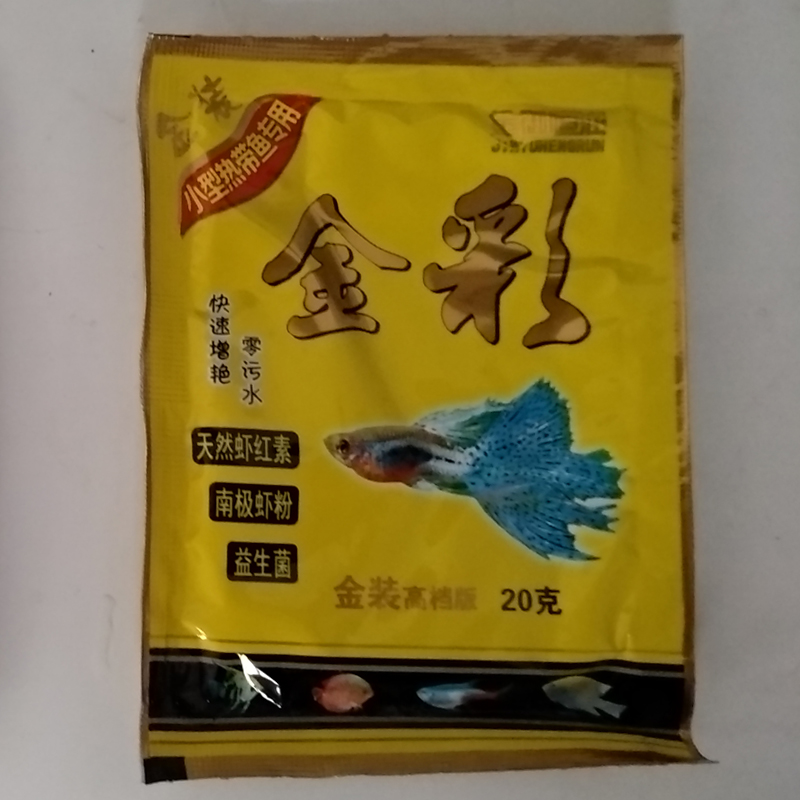 金装
小型热带鱼专用
金彩
快速增艳
零污水
天然虾红素
南极虾粉
益生菌
金装高档版 20克